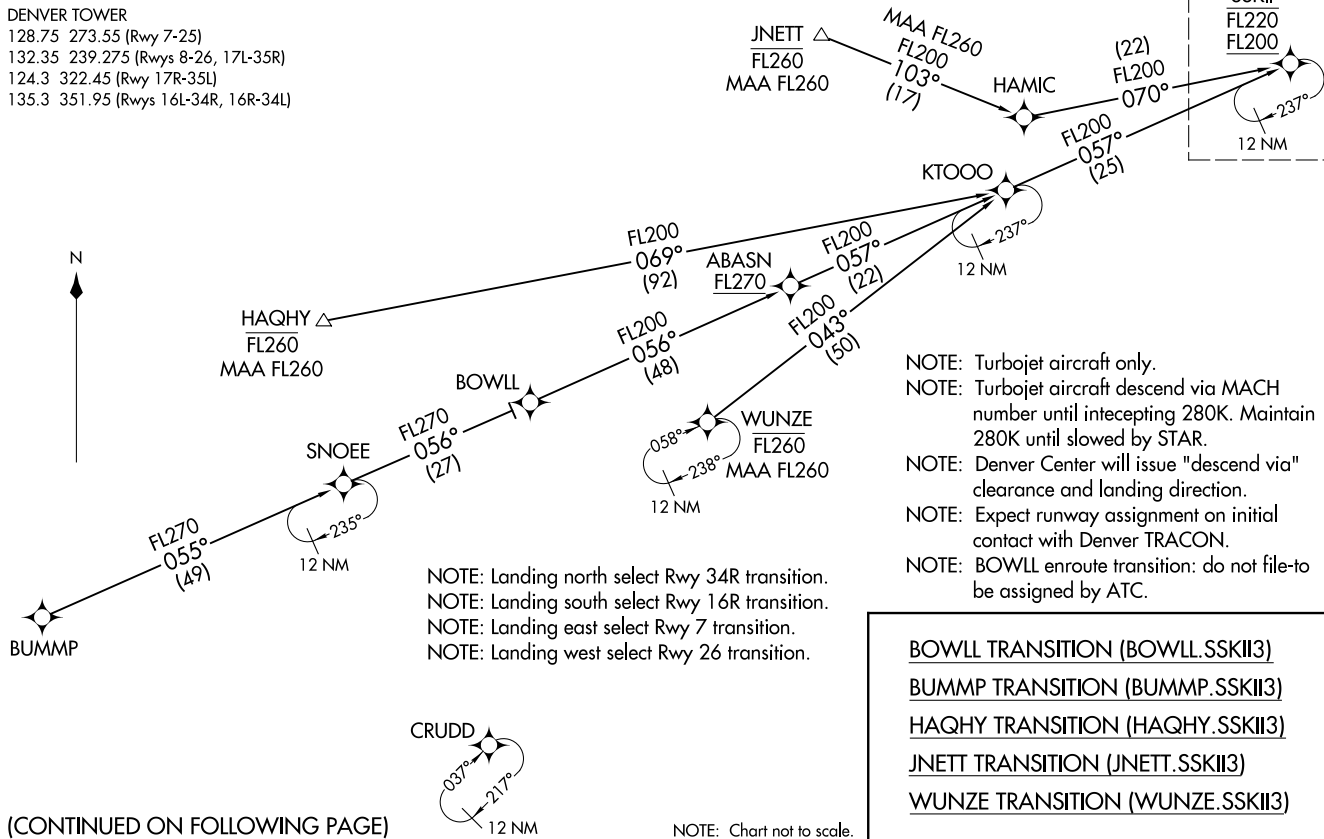 DENVER TOWER
128.75 273.55 (Rwy 7-25)
132.35 239.275 (Rwys 8-26, 17L-35R)
124.3 322.45 (Rwy 17R-35L)
135.3 351.95 (Rwys 16L-34R, 16R-34L)
JNETT
FL260
MAA FL260
MAA FL260
FL200
103°
(17)
HAMIC
(22)
FL200
070°
FL220
FL200
237°
12 NM
FL200
057°
(25)
KTOOO
237°
12 NM
N
HAQHY
FL260
MAA FL260
FL200
069°
(92)
ABASN
FL270
FL200
057°
(22)
FL200
043°
(50)
FL200
056°
(48)
BOWLL
WUNZE
FL260
MAA FL260
058°
238°
12 NM
SNOEE
FL270
056°
(27)
235°
12 NM
FL270
055°
(49)
BUMMP
NOTE: Turbojet aircraft only.
NOTE: Turbojet aircraft descend via MACH
number until intecepting 280K. Maintain
280K until slowed by STAR.
NOTE: Denver Center will issue "descend via"
clearance and landing direction.
NOTE: Expect runway assignment on initial
contact with Denver TRACON.
NOTE: BOWLL enroute transition: do not file-to
be assigned by ATC.
NOTE: Landing north select Rwy 34R transition.
NOTE: Landing south select Rwy 16R transition.
NOTE: Landing east select Rwy 7 transition.
NOTE: Landing west select Rwy 26 transition.
BOWLL TRANSITION (BOWLL.SSKII3)
BUMMP TRANSITION (BUMMP.SSKII3)
HAQHY TRANSITION (HAQHY.SSKII3)
JNETT TRANSITION (JNETT.SSKII3)
WUNZE TRANSITION (WUNZE.SSKII3)
CRUDD
037°
217°
12 NM
(CONTINUED ON FOLLOWING PAGE)
NOTE: Chart not to scale.